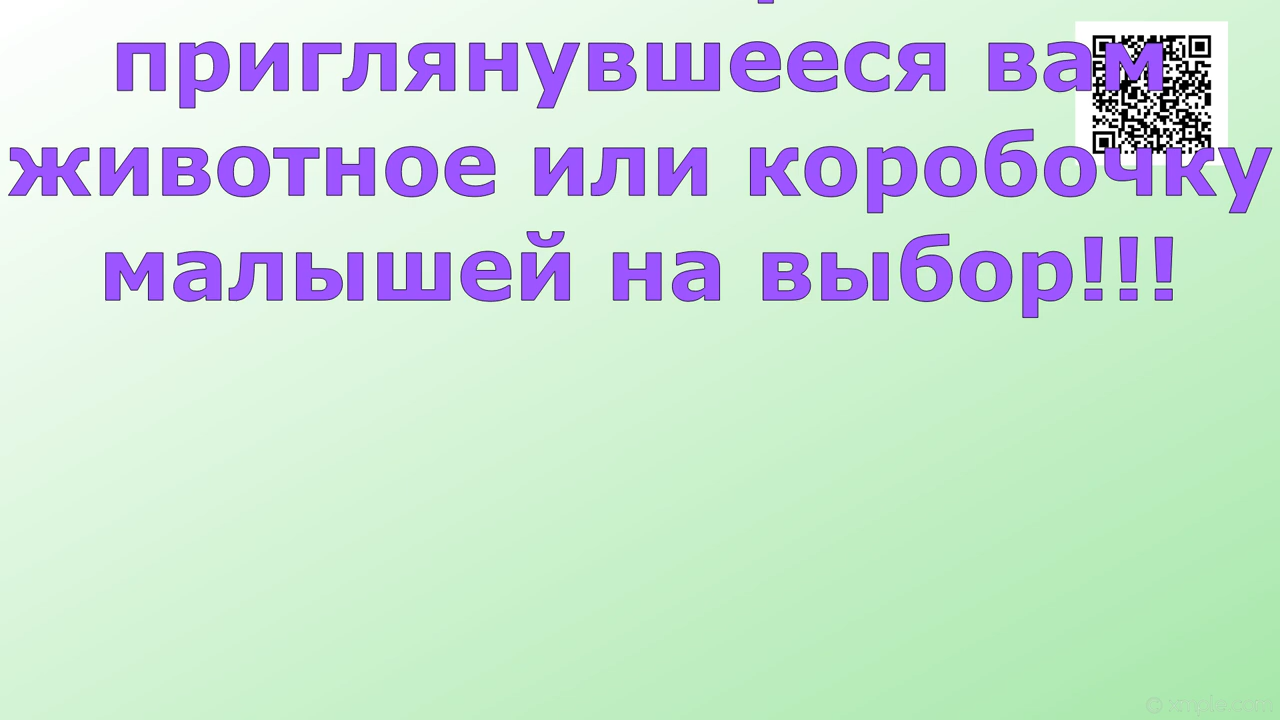 приглянувшееся вам
животное или коробочку
малышей на выбор!!!